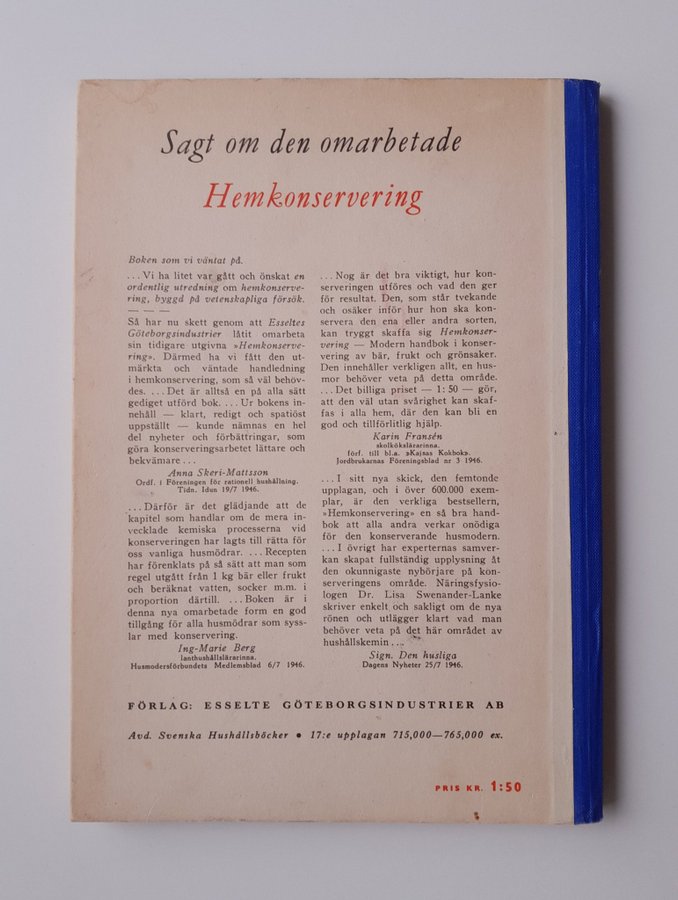 Sagt om den omarbetade
Hemkonservering
Boken som vi väntat på.
...Vi ha litet var gått och önskat en
ordentlig utredning om hemkonserve-
ring, byggd på vetenskapliga försök.
— — —
Så har nu skett genom att Esseltes
Göteborgsindustrier låtit omarbeta
sin tidigare utgivna »Hemkonserve-
ring». Därmed ha vi fått den ut-
märkta och väntade handledning
i hemkonservering, som så väl behöv-
des. ...Det är alltså en på alla sätt
gediget utförd bok. ...Ur bokens in-
nehåll — klart, redigt och spatiöst
uppställt — kunde nämnas en hel
del nyheter och förbättringar, som
göra konserveringsarbetet lättare och
bekvämare...
Anna Skeri-Mattsson
Ordf. i Föreningen för rationell hushållning.
Tidn. Idun 19/7 1946.
...Därför är det glädjande att de
kapitel som handlar om de mera in-
vecklade kemiska processerna vid
konserveringen har lagts till rätta för
oss vanliga husmödrar. ...Recepten
har förenklats på så sätt att man som
regel utgått från 1 kg bär eller frukt
och beräknat vatten, socker m.m. i
proportion därtill. ...Boken är i
denna nya omarbetade form en god
tillgång för alla husmödrar som syss-
lar med konservering.
Ing-Marie Berg
lanthushållslärarinna.
Husmodersförbundets Medlemsblad 6/7 1946.
...Nog är det bra viktigt, hur kon-
serveringen utföres och vad den ger
för resultat. Den, som står tvekande
och osäker inför hur hon ska kon-
servera den ena eller andra sorten,
kan tryggt skaffa sig Hemkonser-
vering — Modern handbok i konser-
vering av bär, frukt och grönsaker.
Den innehåller verkligen allt, en hus-
mor behöver veta på detta område.
...Det billiga priset — 1: 50 — gör,
att den väl utan svårighet kan skaf-
fas i alla hem, där den kan bli en
god och tillförlitlig hjälp.
Karin Fransén
skolkökslärarinna.
förf. till bl.a. »Kajsas Kokbok».
Jordbrukarnas Föreningsblad nr 3 1946.
...I sitt nya skick, den femtonde
upplagan, och i över 600.000 exem-
plar, är den verkliga bestsellern,
»Hemkonservering» en så bra hand-
bok att alla andra verkar onödiga
för den konserverande husmodern.
...I övrigt har experternas samver-
kan skapat fullständig upplysning åt
den okunnigaste nybörjare på kon-
serveringens område. Näringsfysio-
logen Dr. Lisa Swenander-Lanke
skriver enkelt och sakligt om de nya
rönen och utlägger klart vad man
behöver veta på det här området av
hushållskemin...
Sign. Den husliga
Dagens Nyheter 25/7 1946.
FÖRLAG: ESSELTE GÖTEBORGSINDUSTRIER AB
Avd. Svenska Hushållsböcker • 17:e upplagan 715,000—765,000 ex.
PRIS KR. 1:50